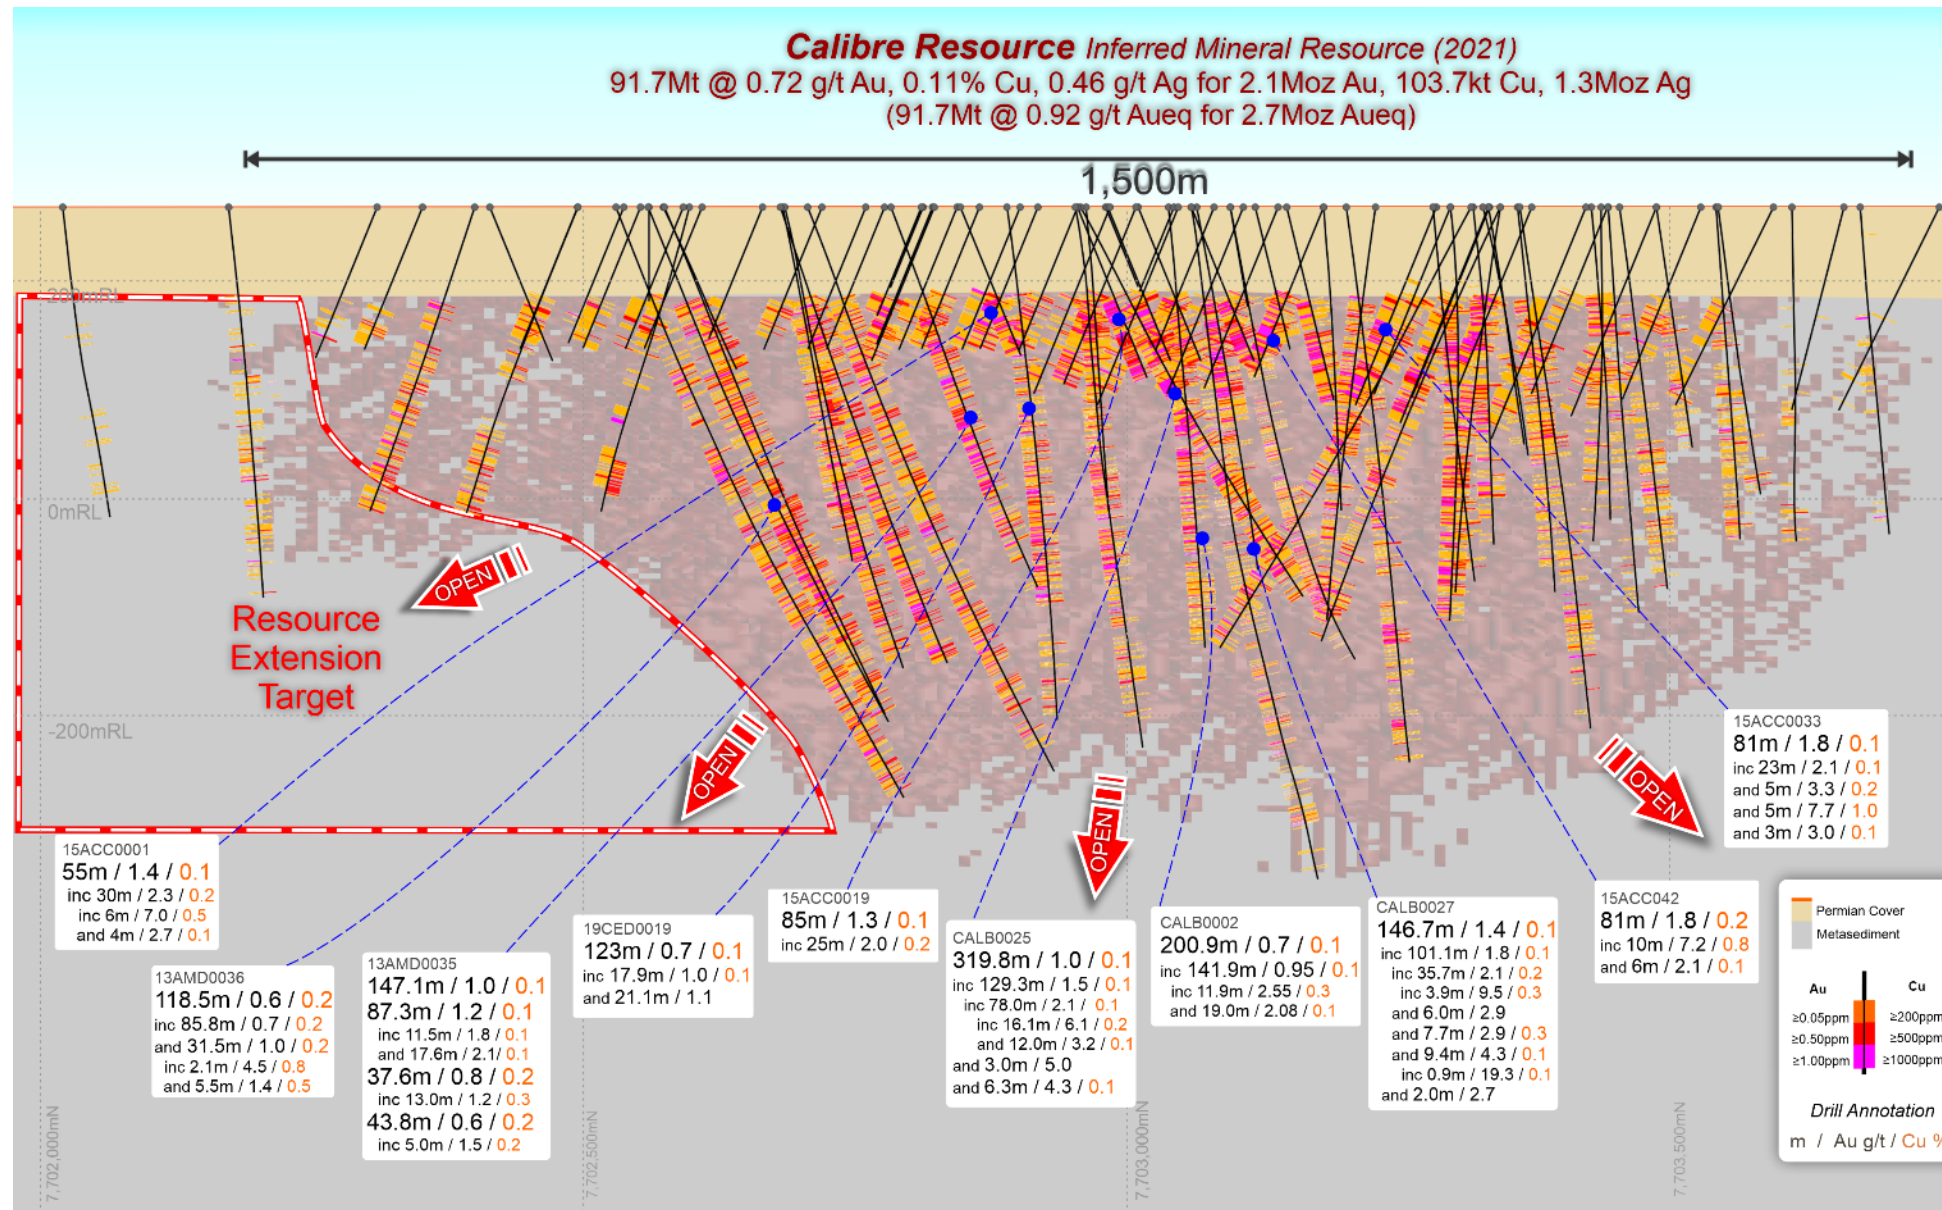 Calibre Resource Inferred Mineral Resource (2021)
91.7Mt @ 0.72 g/t Au, 0.11% Cu, 0.46 g/t Ag for 2.1Moz Au, 103.7kt Cu, 1.3Moz Ag
(91.7Mt @ 0.92 g/t Aueq for 2.7Moz Aueq)
1,500m
200mRL
0mRL
-200mRL
OPEN
Resource
Extension
Target
OPEN
OPEN
OPEN
15ACC0033
81m / 1.8 / 0.1
inc 23m / 2.1 / 0.1
and 5m / 3.3 / 0.2
and 5m / 7.7 / 1.0
and 3m / 3.0 / 0.1
15ACC0001
55m / 1.4 / 0.1
inc 30m / 2.3 / 0.2
inc 6m / 7.0 / 0.5
and 4m / 2.7 / 0.1
13AMD0036
118.5m / 0.6 / 0.2
inc 85.8m / 0.7 / 0.2
and 31.5m / 1.0 / 0.2
inc 2.1m / 4.5 / 0.8
and 5.5m / 1.4 / 0.5
13AMD0035
147.1m / 1.0 / 0.1
87.3m / 1.2 / 0.1
inc 11.5m / 1.8 / 0.1
and 17.6m / 2.1/ 0.1
37.6m / 0.8 / 0.2
inc 13.0m / 1.2 / 0.3
43.8m / 0.6 / 0.2
inc 5.0m / 1.5 / 0.2
19CED0019
123m / 0.7 / 0.1
inc 17.9m / 1.0 / 0.1
and 21.1m / 1.1
15ACC0019
85m / 1.3 / 0.1
inc 25m / 2.0 / 0.2
CALB0025
319.8m / 1.0 / 0.1
inc 129.3m / 1.5 / 0.1
inc 78.0m / 2.1 / 0.1
inc 16.1m / 6.1 / 0.2
and 12.0m / 3.2 / 0.1
and 3.0m / 5.0
and 6.3m / 4.3 / 0.1
CALB0002
200.9m / 0.7 / 0.1
inc 141.9m / 0.95 / 0.1
inc 11.9m / 2.55 / 0.3
and 19.0m / 2.08 / 0.1
CALB0027
146.7m / 1.4 / 0.1
inc 101.1m / 1.8 / 0.1
inc 35.7m / 2.1 / 0.2
inc 3.9m / 9.5 / 0.3
and 6.0m / 2.9
and 7.7m / 2.9 / 0.3
and 9.4m / 4.3 / 0.1
inc 0.9m / 19.3 / 0.1
and 2.0m / 2.7
15ACC042
81m / 1.8 / 0.2
inc 10m / 7.2 / 0.8
and 6m / 2.1 / 0.1
Permian Cover
Metasediment
Au Cu
≥0.05ppm ≥200ppm
≥0.50ppm ≥500ppm
≥1.00ppm ≥1000ppm
Drill Annotation
m / Au g/t / Cu %
7,702,000mN
7,702,500mN
7,703,000mN
7,703,500mN